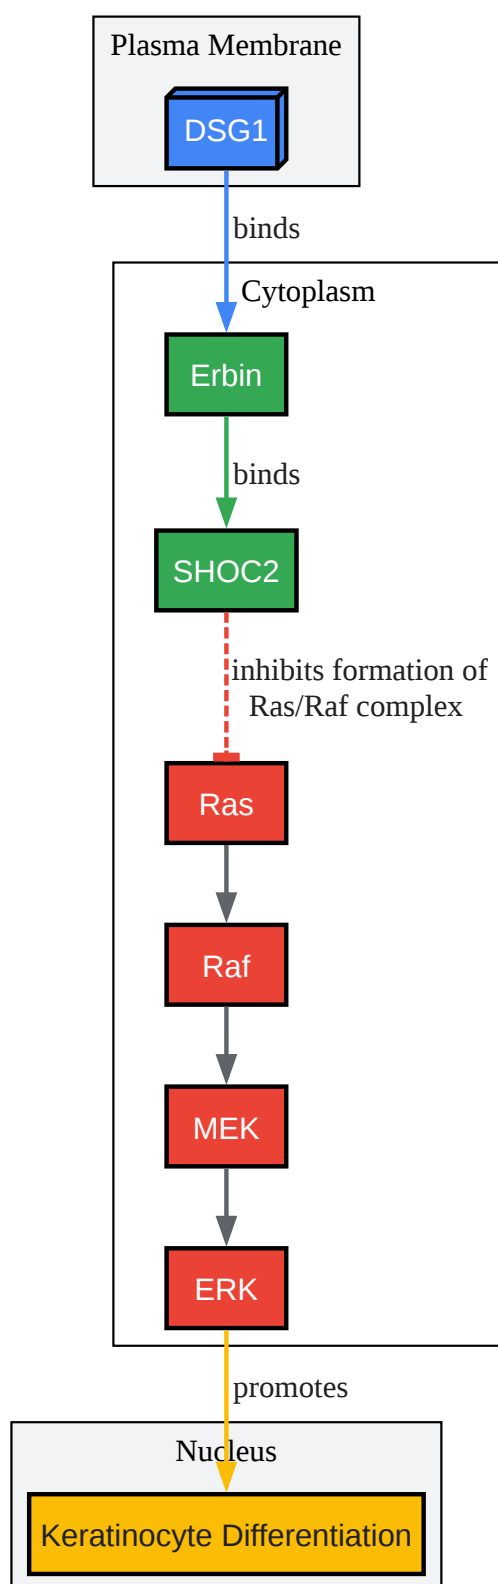 Plasma Membrane
DSG1
binds
Cytoplasm
Erbin
binds
SHOC2
inhibits formation of
Ras/Raf complex
Ras
Raf
MEK
ERK
promotes
Nucleus
Keratinocyte Differentiation